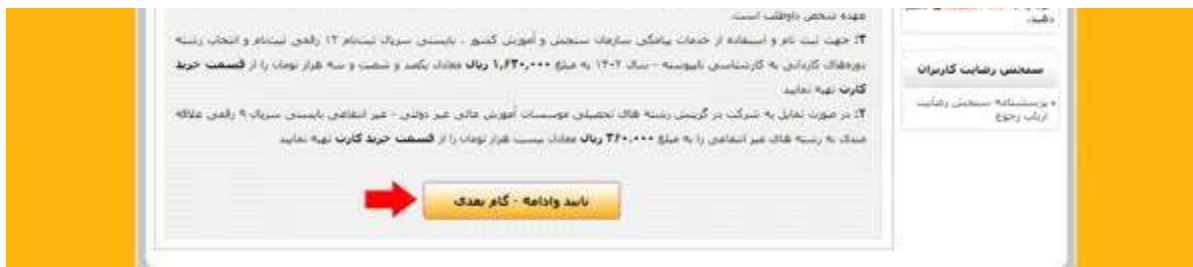 عهده شخص داوطلب است.
۳: جهت ثبت نام و استفاده از خدمات پیامکی سازمان سنجش و آموزش کشور ، بایستی سریال ثبت‌نام ۱۲ رقمی ثبت‌نام و انتخاب رشته
دوره‌های کاردانی به کارشناسی ناپیوسته - سال ۱۴۰۲ به مبلغ ۱,۶۳۰,۰۰۰ ریال معادل یکصد و شصت و سه هزار تومان را از قسمت خرید
کارت تهیه نمایید
۴: در صورت تمایل به شرکت در گزینش رشته های تحصیلی موسسات آموزش عالی غیر دولتی - غیر انتفاعی بایستی سریال ۹ رقمی علاقه
مندی به رشته های غیر انتفاعی را به مبلغ ریال معادل بیست هزار تومان را از قسمت خرید کارت تهیه نمایید
تایید وادامه - گام بعدی
دهید.
سنجش رضایت کاربران
پرسشنامه سنجش رضایت
ارباب رجوع